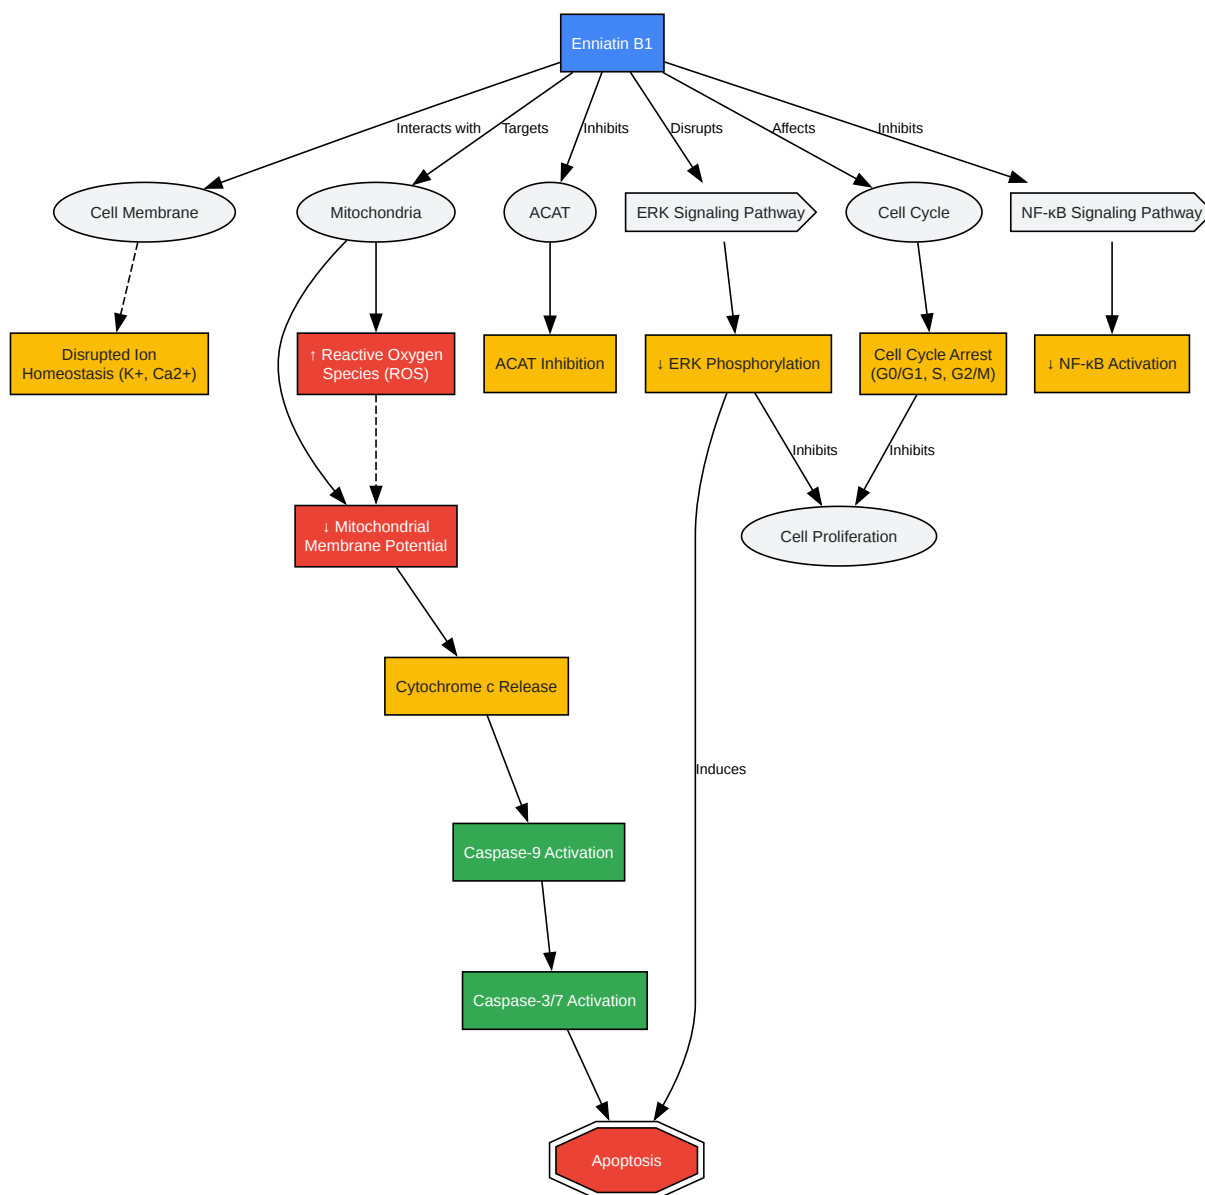 Enniatin B1
Interacts with
Targets
Inhibits
Disrupts
Affects
Inhibits
Cell Membrane
Mitochondria
ACAT
ERK Signaling Pathway
Cell Cycle
NF-κB Signaling Pathway
Disrupted Ion
Homeostasis (K+, Ca2+)
↑ Reactive Oxygen
Species (ROS)
ACAT Inhibition
↓ ERK Phosphorylation
Cell Cycle Arrest
(G0/G1, S, G2/M)
↓ NF-κB Activation
Inhibits
Inhibits
↓ Mitochondrial
Membrane Potential
Cell Proliferation
Cytochrome c Release
Induces
Caspase-9 Activation
Caspase-3/7 Activation
Apoptosis